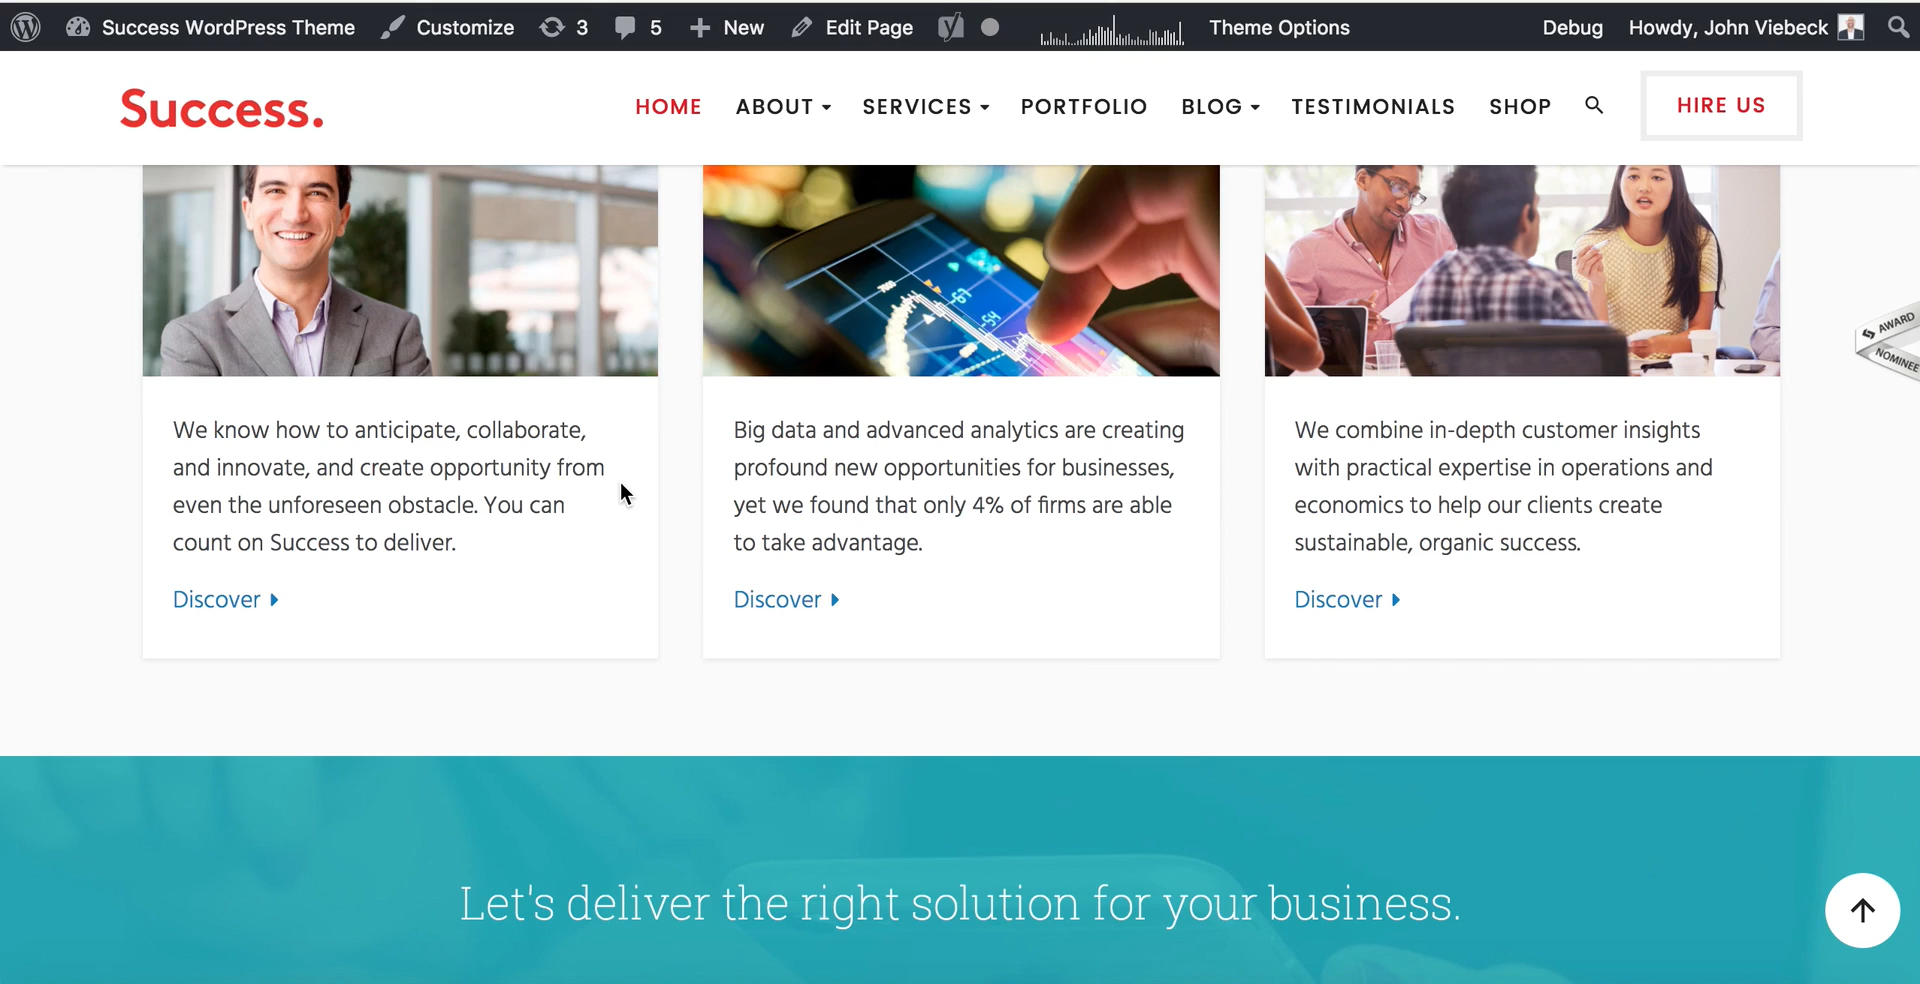 Success WordPress Theme Customize 3 5 New Edit Page Theme Options Debug Howdy, John Viebeck
Success. HOME ABOUT SERVICES PORTFOLIO BLOG TESTIMONIALS SHOP HIRE US
AWARD
NOMINEE
We know how to anticipate, collaborate,
and innovate, and create opportunity from
even the unforeseen obstacle. You can
count on Success to deliver.
Discover
Big data and advanced analytics are creating
profound new opportunities for businesses,
yet we found that only 4% of firms are able
to take advantage.
Discover
We combine in-depth customer insights
with practical expertise in operations and
economics to help our clients create
sustainable, organic success.
Discover
Let's deliver the right solution for your business.